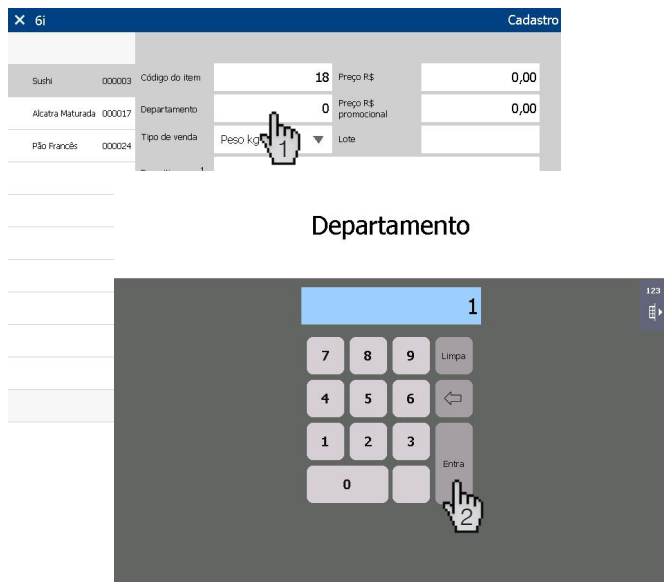 6i Cadastro
Sushi 000003 Código do item 18 Preço R$ 0,00
Alcatra Maturada 000017 Departamento 0 Preço R$ promocional 0,00
Pão Francês 000024 Tipo de venda Peso kg Lote
1
Departamento
1
123
7 8 9 Limpa
4 5 6
1 2 3
Entra
0
2